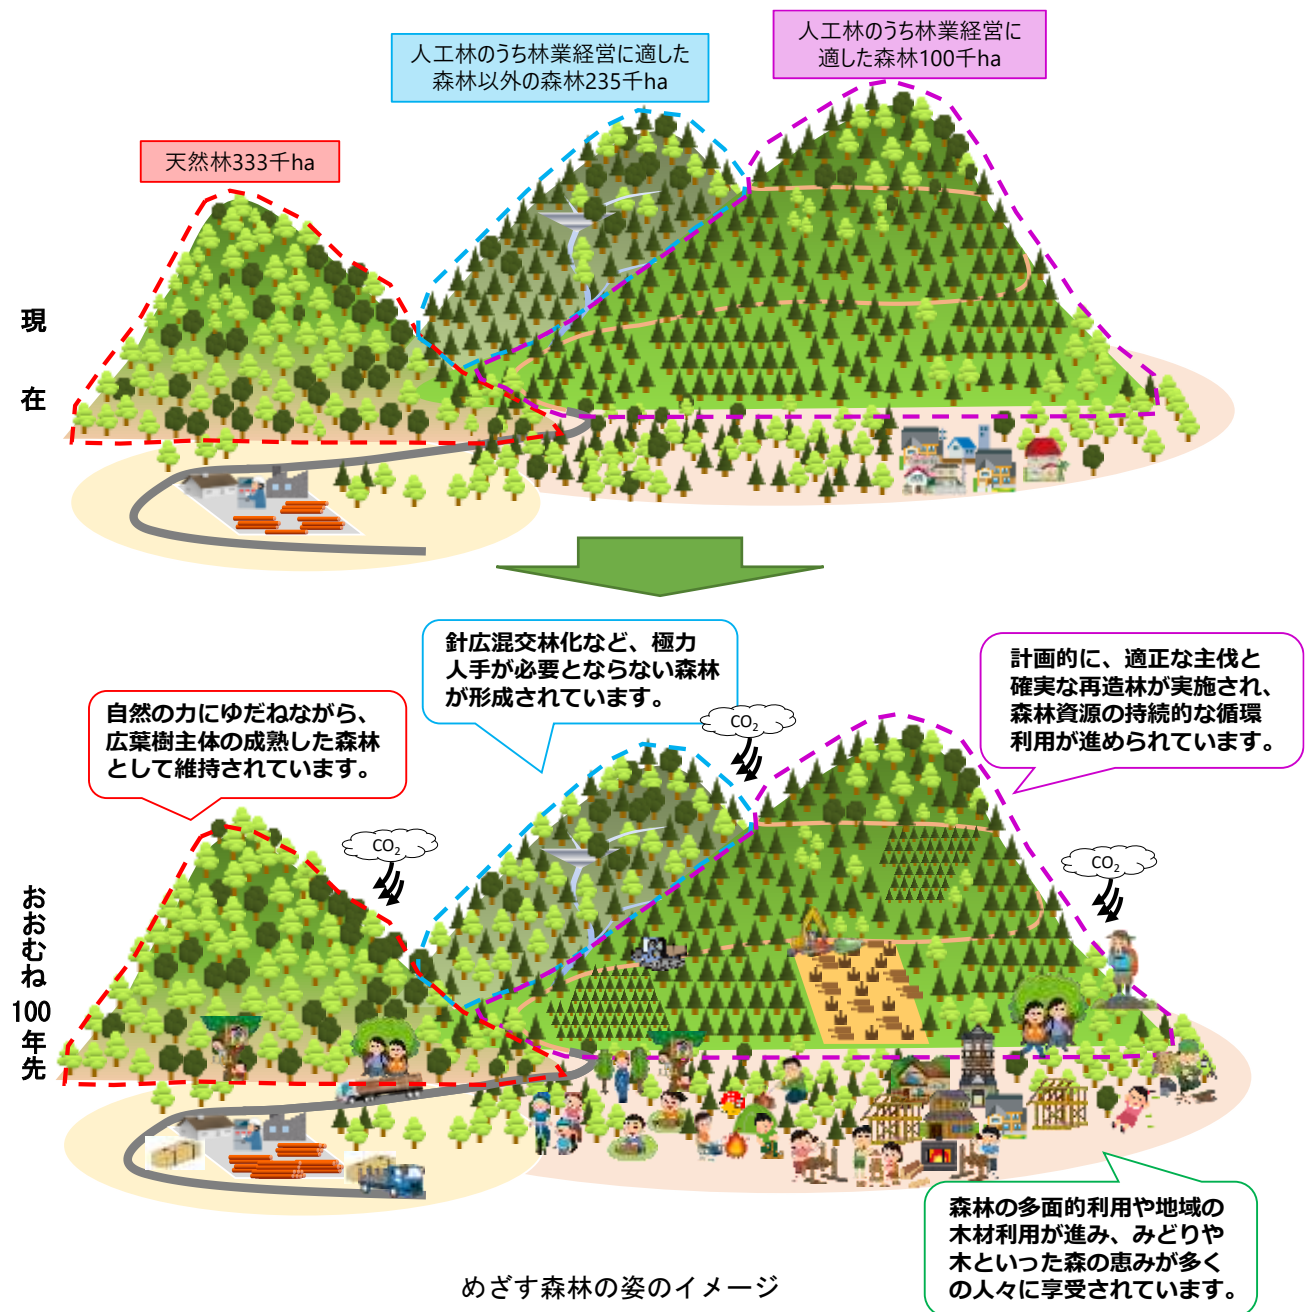 人工林のうち林業経営に
適した森林100千ha
人工林のうち林業経営に適した
森林以外の森林235千ha
天然林333千ha
現在
針広混交林化など、極力
人手が必要とならない森林
が形成されています。
計画的に、適正な主伐と
確実な再造林が実施され、
森林資源の持続的な循環
利用が進められています。
自然の力にゆだねながら、
広葉樹主体の成熟した森林
として維持されています。
CO₂
CO₂
CO₂
おおむね100年先
森林の多面的利用や地域の
木材利用が進み、みどりや
木といった森の恵みが多く
の人々に享受されています。
めざす森林の姿のイメージ